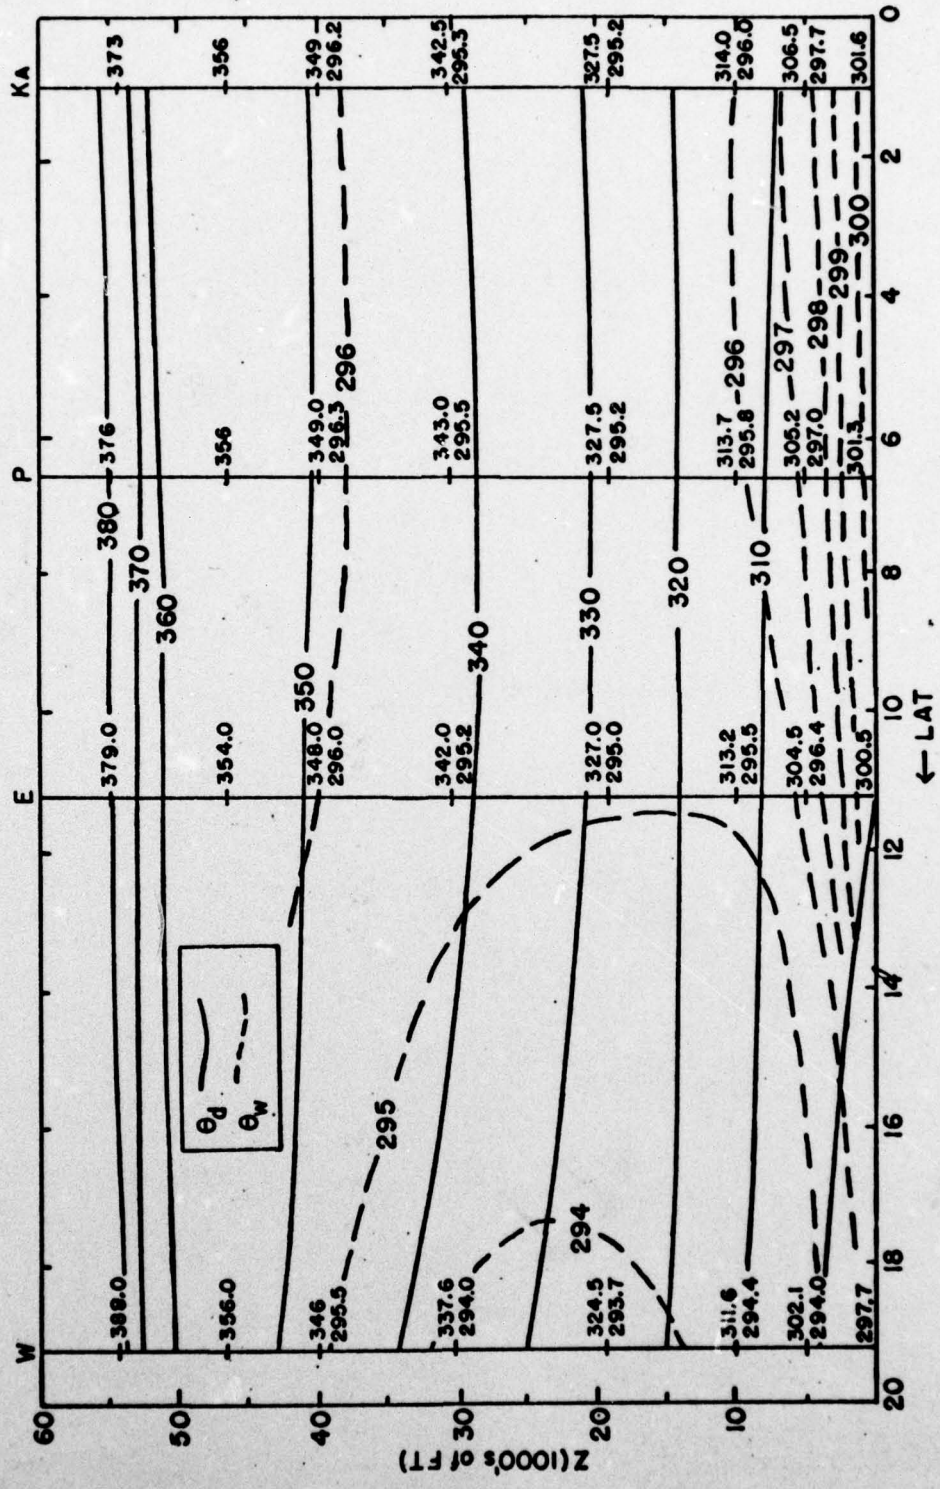 W E P KA
60
388.0 379.0 380 376 373
370
50
360
356.0 354.0 356 356
θd
θw
350
40
346 348.0 349.0 349
295.5 296.0 296.3 296.2
296
295
340
337.6 342.0 343.0 342.5
294.0 295.2 295.5 295.3
30
330
324.5 327.0 327.5 327.5
293.7 295.0 295.2 295.2
294
20
320
311.6 313.2 313.7 314.0
294.4 295.5 295.8 296.0
296
10
310
302.1 304.5 305.2 306.5
297
294.0 296.4 297.0 297.7
298
299
297.7 300.5 301.3 301.6
300
20 18 16 14 12 10 8 6 4 2 0
← LAT
Z (1000's of FT)